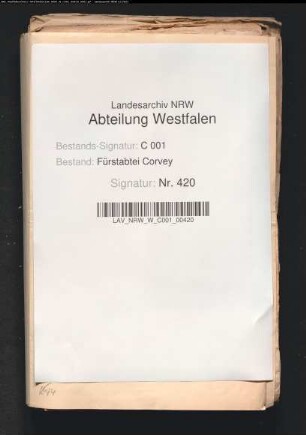 Landesarchiv NRW
Abteilung Westfalen
Bestands-Signatur: C 001
Bestand: Fürstabtei Corvey
Signatur: Nr. 420
LAV_NRW_W_C001_00420